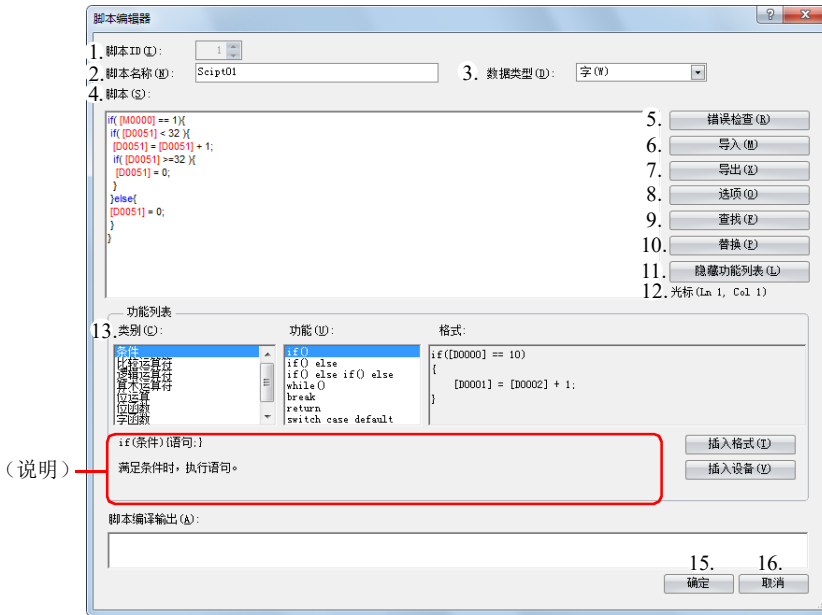 脚本编辑器
1. 脚本ID(I): 1
2. 脚本名称(N): Script01 3. 数据类型(D): 字(W)
4. 脚本(S):
if( [M0000] == 1){
if( [D0051] < 32 ){
[D0051] = [D0051] + 1;
if( [D0051] >=32 ){
[D0051] = 0;
}
}else{
[D0051] = 0;
}
}
5. 错误检查(R)
6. 导入(M)
7. 导出(X)
8. 选项(O)
9. 查找(F)
10. 替换(P)
11. 隐藏功能列表(L)
12. 光标(Ln 1, Col 1)
功能列表
13. 类别(C): 功能(U): 格式:
条件
比较运算符
逻辑运算符
算术运算符
位运算
位函数
字函数
if()
if() else
if() else if() else
while()
break
return
switch case default
if([D0000] == 10)
{
[D0001] = [D0002] + 1;
}
(说明)
if(条件){语句;}
满足条件时，执行语句。
插入格式(T)
插入设备(V)
脚本编译输出(A):
15. 16.
确定 取消